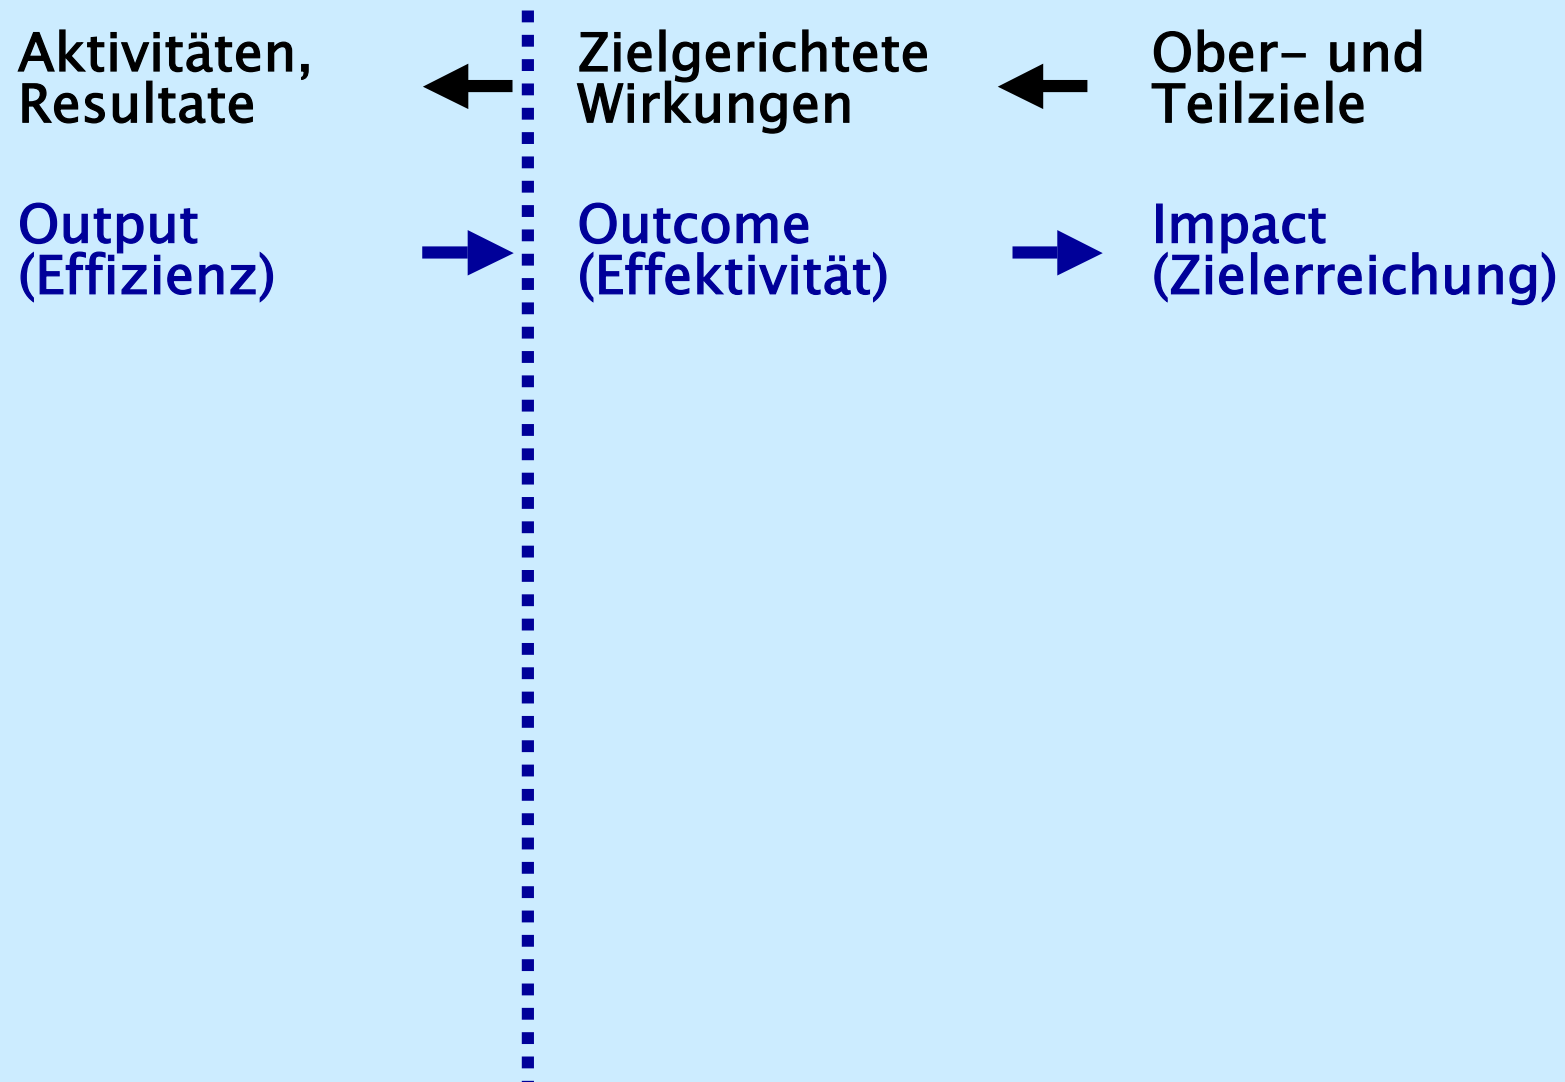 Aktivitäten,
Resultate
Zielgerichtete
Wirkungen
Ober- und
Teilziele
Output
(Effizienz)
Outcome
(Effektivität)
Impact
(Zielerreichung)